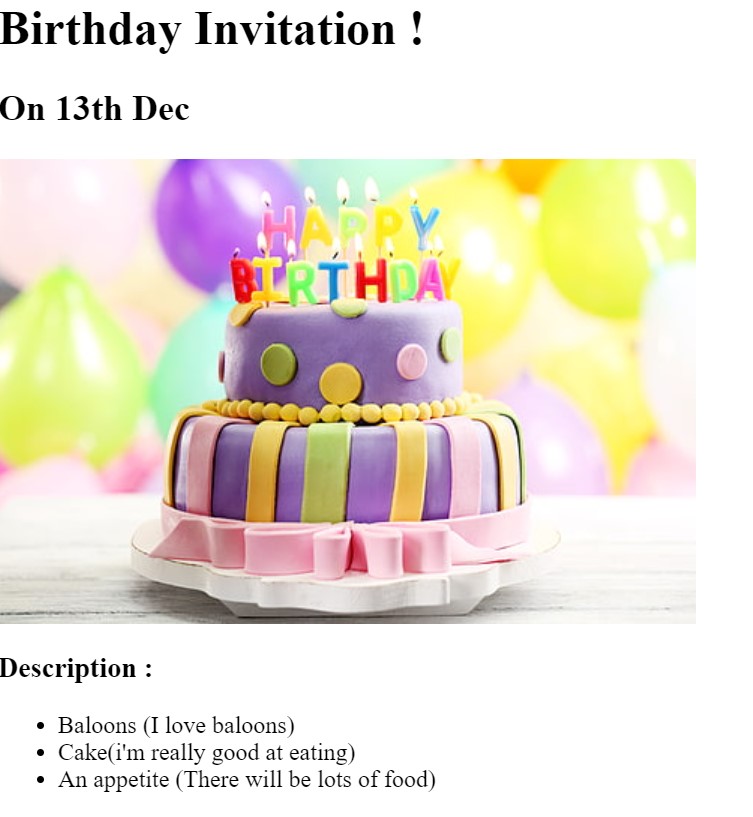 Birthday Invitation !
On 13th Dec
HAPPY
BIRTHDAY
Description :
Baloons (I love baloons)
Cake(i'm really good at eating)
An appetite (There will be lots of food)